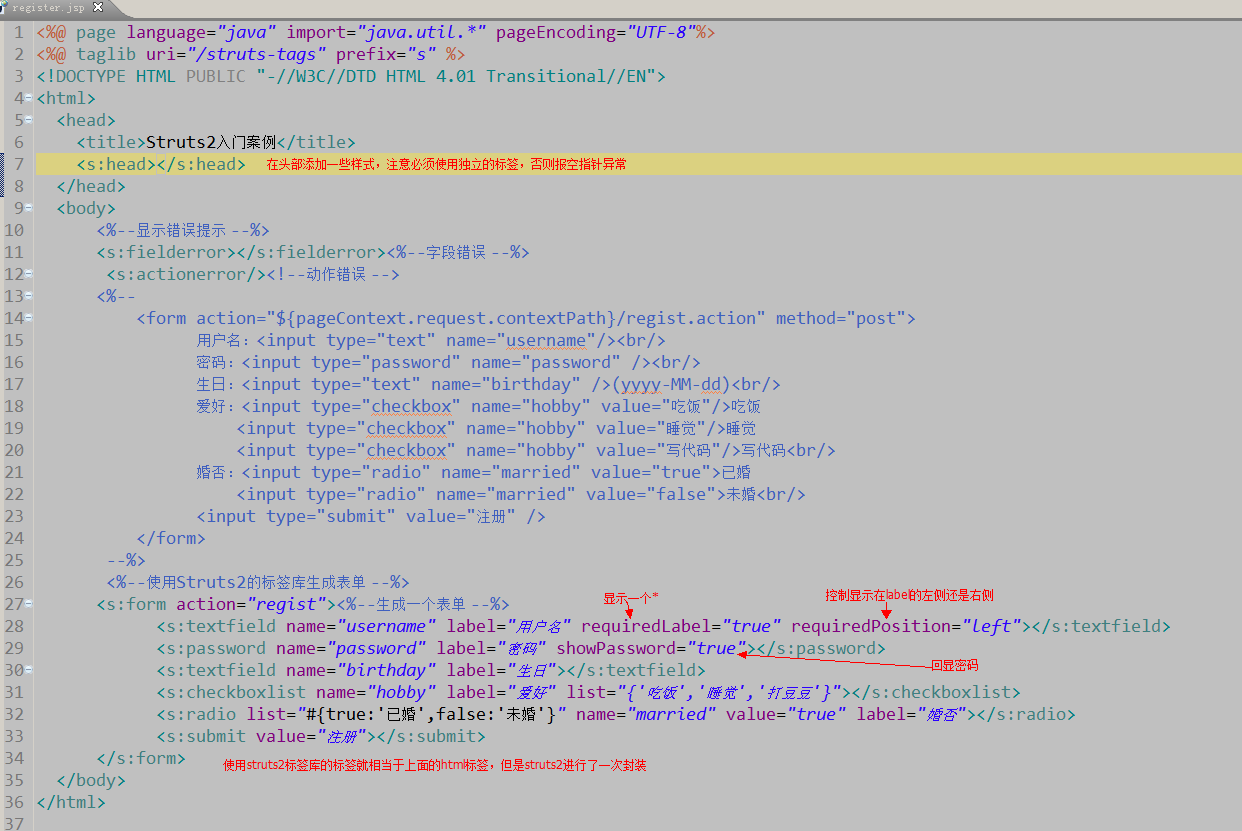 register.jsp
1 <%@ page language="java" import="java.util.*" pageEncoding="UTF-8"%>
2 <%@ taglib uri="/struts-tags" prefix="s" %>
3 <!DOCTYPE HTML PUBLIC "-//W3C//DTD HTML 4.01 Transitional//EN">
4 <html>
5 <head>
6 <title>Struts2入门案例</title>
7 <s:head></s:head> 在头部添加一些样式，注意必须使用独立的标签，否则报空指针异常
8 </head>
9 <body>
10 <%--显示错误提示 --%>
11 <s:fielderror></s:fielderror><%--字段错误 --%>
12 <s:actionerror/><!--动作错误 -->
13 <%--
14 <form action="${pageContext.request.contextPath}/regist.action" method="post">
15 用户名：<input type="text" name="username"/><br/>
16 密码：<input type="password" name="password" /><br/>
17 生日：<input type="text" name="birthday" />(yyyy-MM-dd)<br/>
18 爱好：<input type="checkbox" name="hobby" value="吃饭"/>吃饭
19 <input type="checkbox" name="hobby" value="睡觉"/>睡觉
20 <input type="checkbox" name="hobby" value="写代码"/>写代码<br/>
21 婚否：<input type="radio" name="married" value="true">已婚
22 <input type="radio" name="married" value="false">未婚<br/>
23 <input type="submit" value="注册" />
24 </form>
25 --%>
26 <%--使用Struts2的标签库生成表单 --%>
显示一个* 控制显示在label的左侧还是右侧
27 <s:form action="regist"><%--生成一个表单 --%>
28 <s:textfield name="username" label="用户名" requiredLabel="true" requiredPosition="left"></s:textfield>
29 <s:password name="password" label="密码" showPassword="true"></s:password>
回显密码
30 <s:textfield name="birthday" label="生日"></s:textfield>
31 <s:checkboxlist name="hobby" label="爱好" list="{'吃饭','睡觉','打豆豆'}"></s:checkboxlist>
32 <s:radio list="#{true:'已婚',false:'未婚'}" name="married" value="true" label="婚否"></s:radio>
33 <s:submit value="注册"></s:submit>
34 </s:form> 使用struts2标签库的标签就相当于上面的html标签，但是struts2进行了一次封装
35 </body>
36 </html>
37